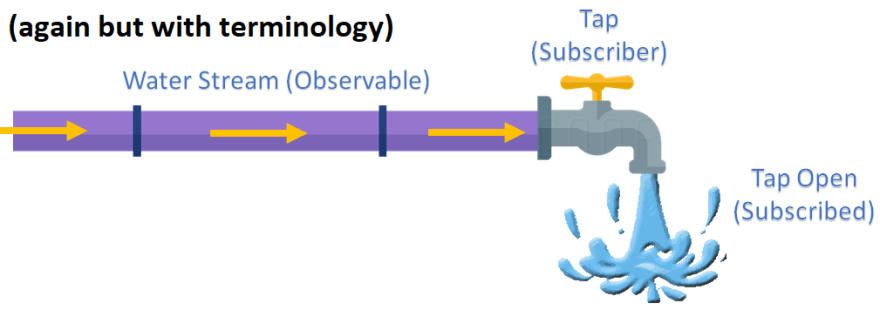 (again but with terminology)
Tap
(Subscriber)
Water Stream (Observable)
Tap Open
(Subscribed)